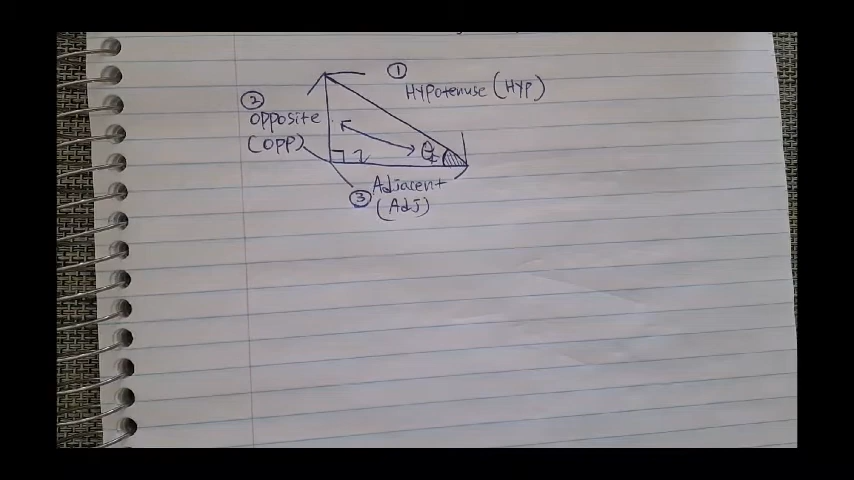 ①
Hypotenuse (HYP)
②
opposite
(OPP)
θ
③ Adjacent
(Adj)